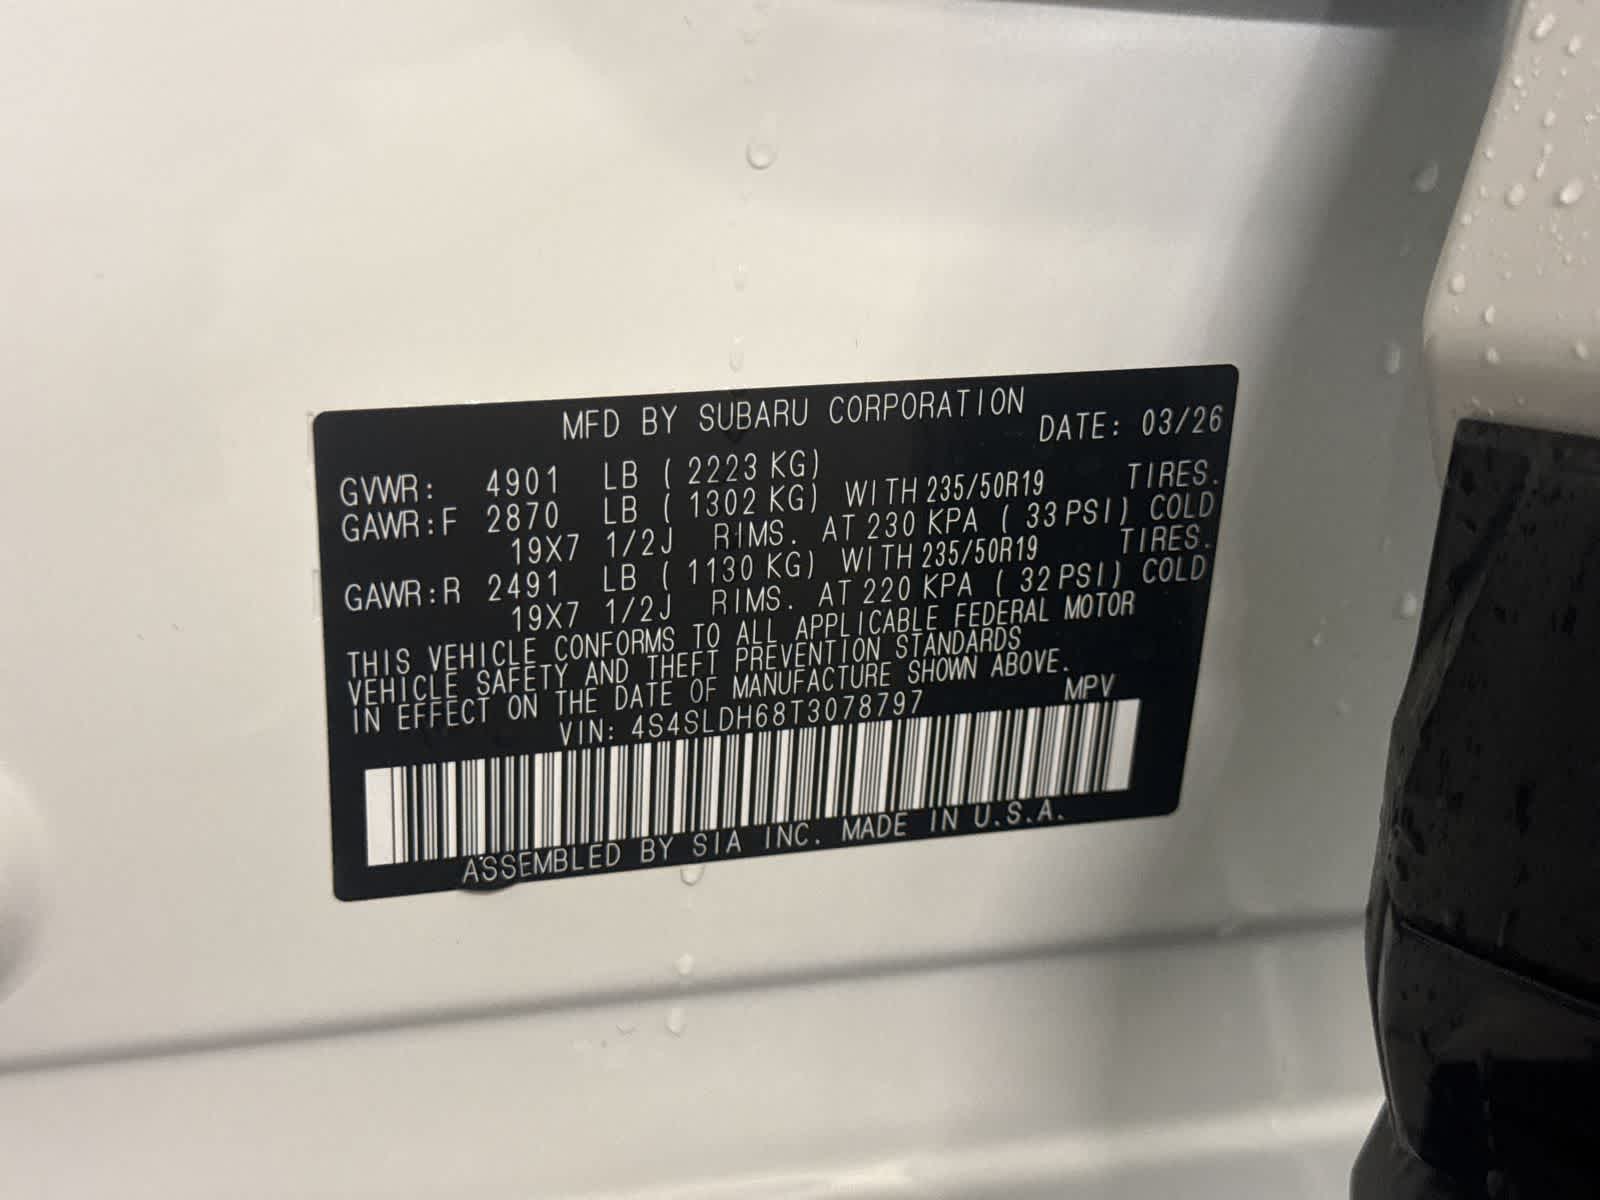 MFD BY SUBARU CORPORATION
DATE: 03/26
GVWR: 4901 LB ( 2223 KG)
GAWR:F 2870 LB ( 1302 KG) WITH 235/50R19 TIRES.
19X7 1/2J RIMS. AT 230 KPA ( 33 PSI) COLD
GAWR:R 2491 LB ( 1130 KG) WITH 235/50R19 TIRES.
19X7 1/2J RIMS. AT 220 KPA ( 32 PSI) COLD
THIS VEHICLE CONFORMS TO ALL APPLICABLE FEDERAL MOTOR
VEHICLE SAFETY AND THEFT PREVENTION STANDARDS
IN EFFECT ON THE DATE OF MANUFACTURE SHOWN ABOVE.
VIN: 4S4SLDH68T3078797 MPV
ASSEMBLED BY SIA INC. MADE IN U.S.A.